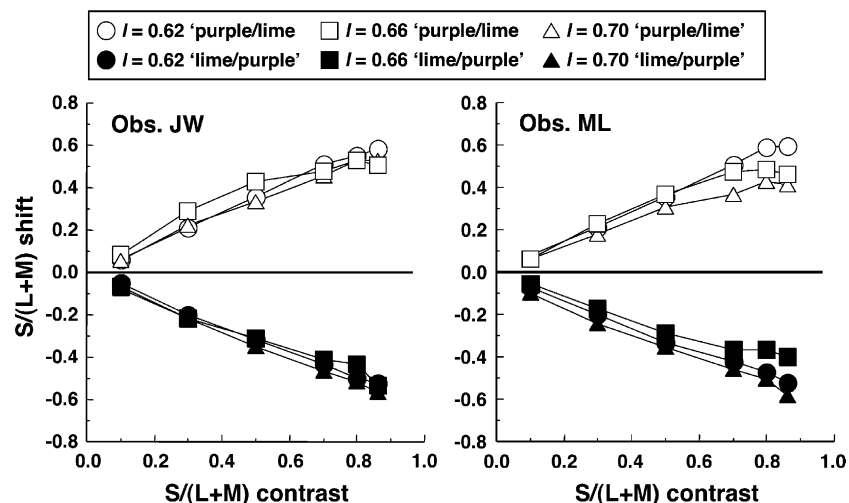 l = 0.62 ‘purple/lime l = 0.66 ‘purple/lime l = 0.70 ‘purple/lime
l = 0.62 ‘lime/purple’ l = 0.66 ‘lime/purple’ l = 0.70 ‘lime/purple’
Obs. JW
Obs. ML
S/(L+M) shift
0.8
0.6
0.4
0.2
0.0
-0.2
-0.4
-0.6
-0.8
0.8
0.6
0.4
0.2
0.0
-0.2
-0.4
-0.6
-0.8
0.0 0.2 0.4 0.6 0.8 1.0
0.0 0.2 0.4 0.6 0.8 1.0
S/(L+M) contrast
S/(L+M) contrast